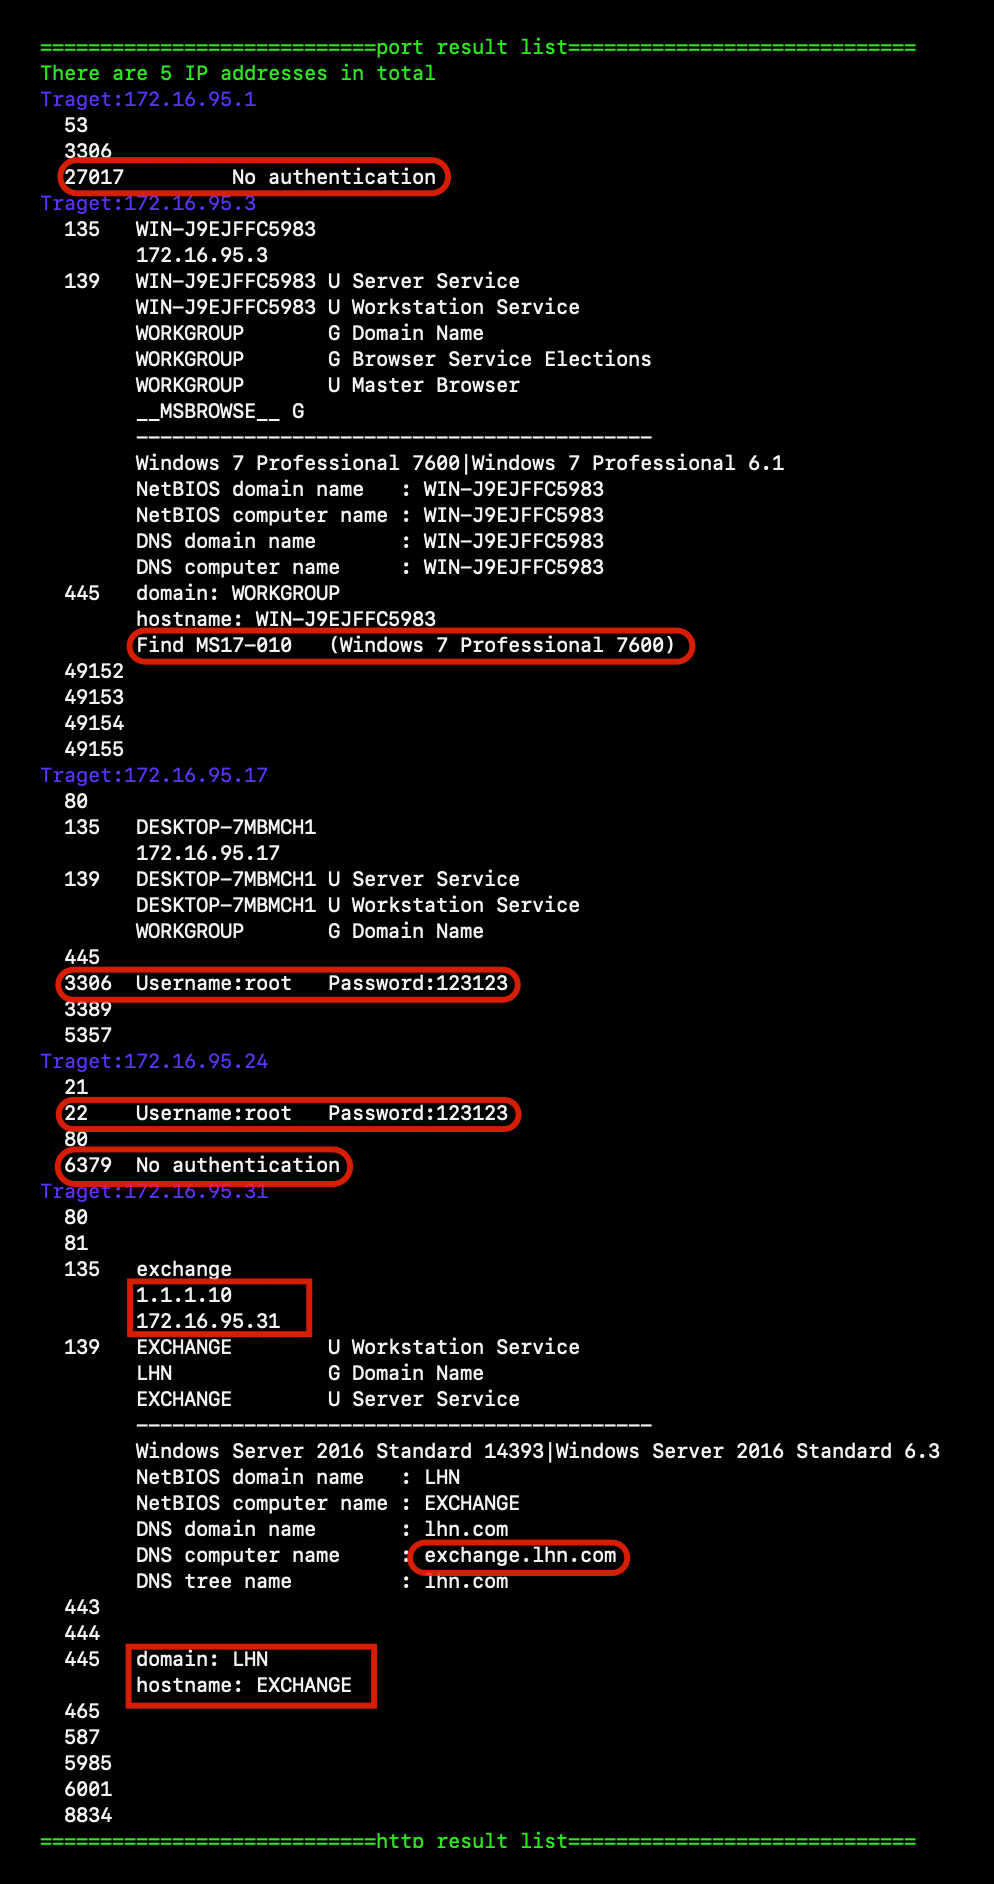 ============================port result list=============================
There are 5 IP addresses in total
Traget:172.16.95.1
53
3306
27017 No authentication
Traget:172.16.95.3
135 WIN-J9EJFFC5983
172.16.95.3
139 WIN-J9EJFFC5983 U Server Service
WIN-J9EJFFC5983 U Workstation Service
WORKGROUP G Domain Name
WORKGROUP G Browser Service Elections
WORKGROUP U Master Browser
__MSBROWSE__ G
-------------------------------------------
Windows 7 Professional 7600|Windows 7 Professional 6.1
NetBIOS domain name : WIN-J9EJFFC5983
NetBIOS computer name : WIN-J9EJFFC5983
DNS domain name : WIN-J9EJFFC5983
DNS computer name : WIN-J9EJFFC5983
445 domain: WORKGROUP
hostname: WIN-J9EJFFC5983
Find MS17-010 (Windows 7 Professional 7600)
49152
49153
49154
49155
Traget:172.16.95.17
80
135 DESKTOP-7MBMCH1
172.16.95.17
139 DESKTOP-7MBMCH1 U Server Service
DESKTOP-7MBMCH1 U Workstation Service
WORKGROUP G Domain Name
445
3306 Username:root Password:123123
3389
5357
Traget:172.16.95.24
21
22 Username:root Password:123123
80
6379 No authentication
Traget:172.16.95.31
80
81
135 exchange
1.1.1.10
172.16.95.31
139 EXCHANGE U Workstation Service
LHN G Domain Name
EXCHANGE U Server Service
-------------------------------------------
Windows Server 2016 Standard 14393|Windows Server 2016 Standard 6.3
NetBIOS domain name : LHN
NetBIOS computer name : EXCHANGE
DNS domain name : lhn.com
DNS computer name : exchange.lhn.com
DNS tree name : lhn.com
443
444
445 domain: LHN
hostname: EXCHANGE
465
587
5985
6001
8834
============================http result list=============================